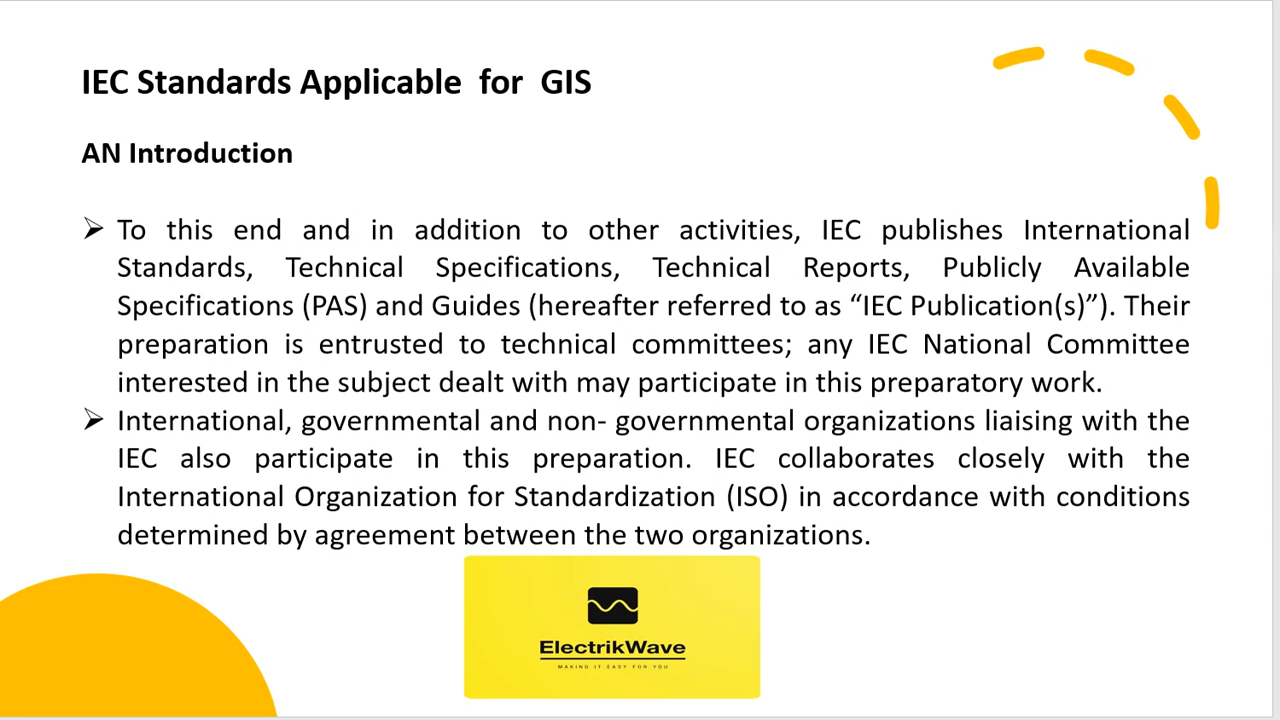 IEC Standards Applicable for GIS
AN Introduction
To this end and in addition to other activities, IEC publishes International
Standards, Technical Specifications, Technical Reports, Publicly Available
Specifications (PAS) and Guides (hereafter referred to as “IEC Publication(s)”). Their
preparation is entrusted to technical committees; any IEC National Committee
interested in the subject dealt with may participate in this preparatory work.
International, governmental and non- governmental organizations liaising with the
IEC also participate in this preparation. IEC collaborates closely with the
International Organization for Standardization (ISO) in accordance with conditions
determined by agreement between the two organizations.
ElectrikWave
MAKING IT EASY FOR YOU